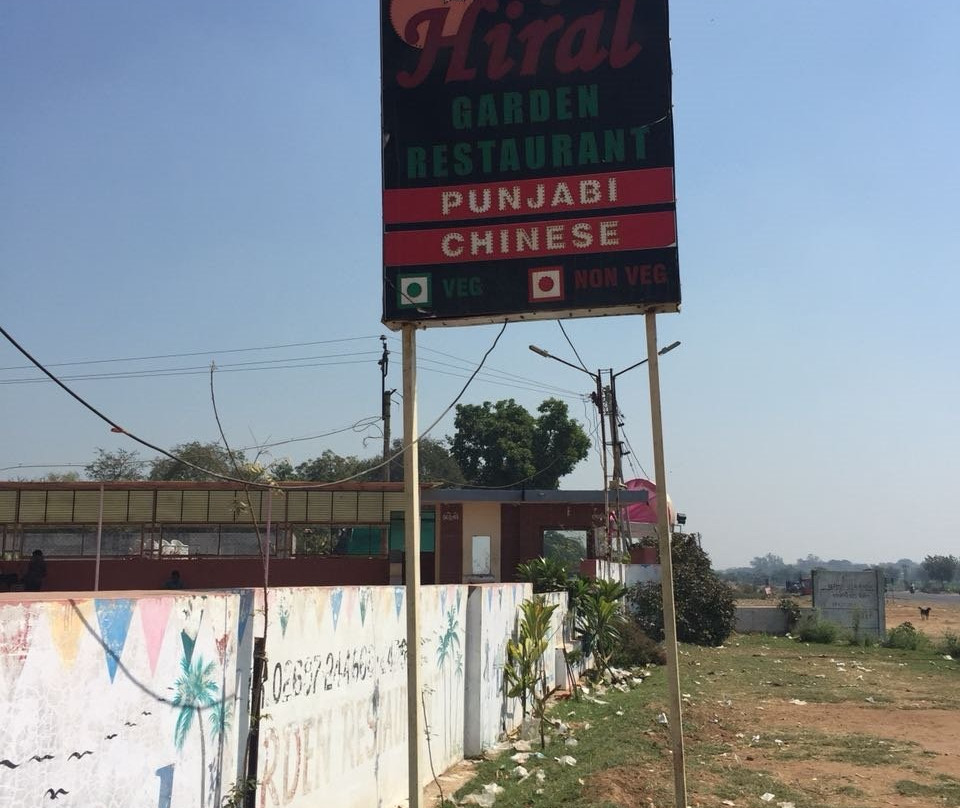 Hiral
GARDEN
RESTAURANT
PUNJABI
CHINESE
VEG NON VEG